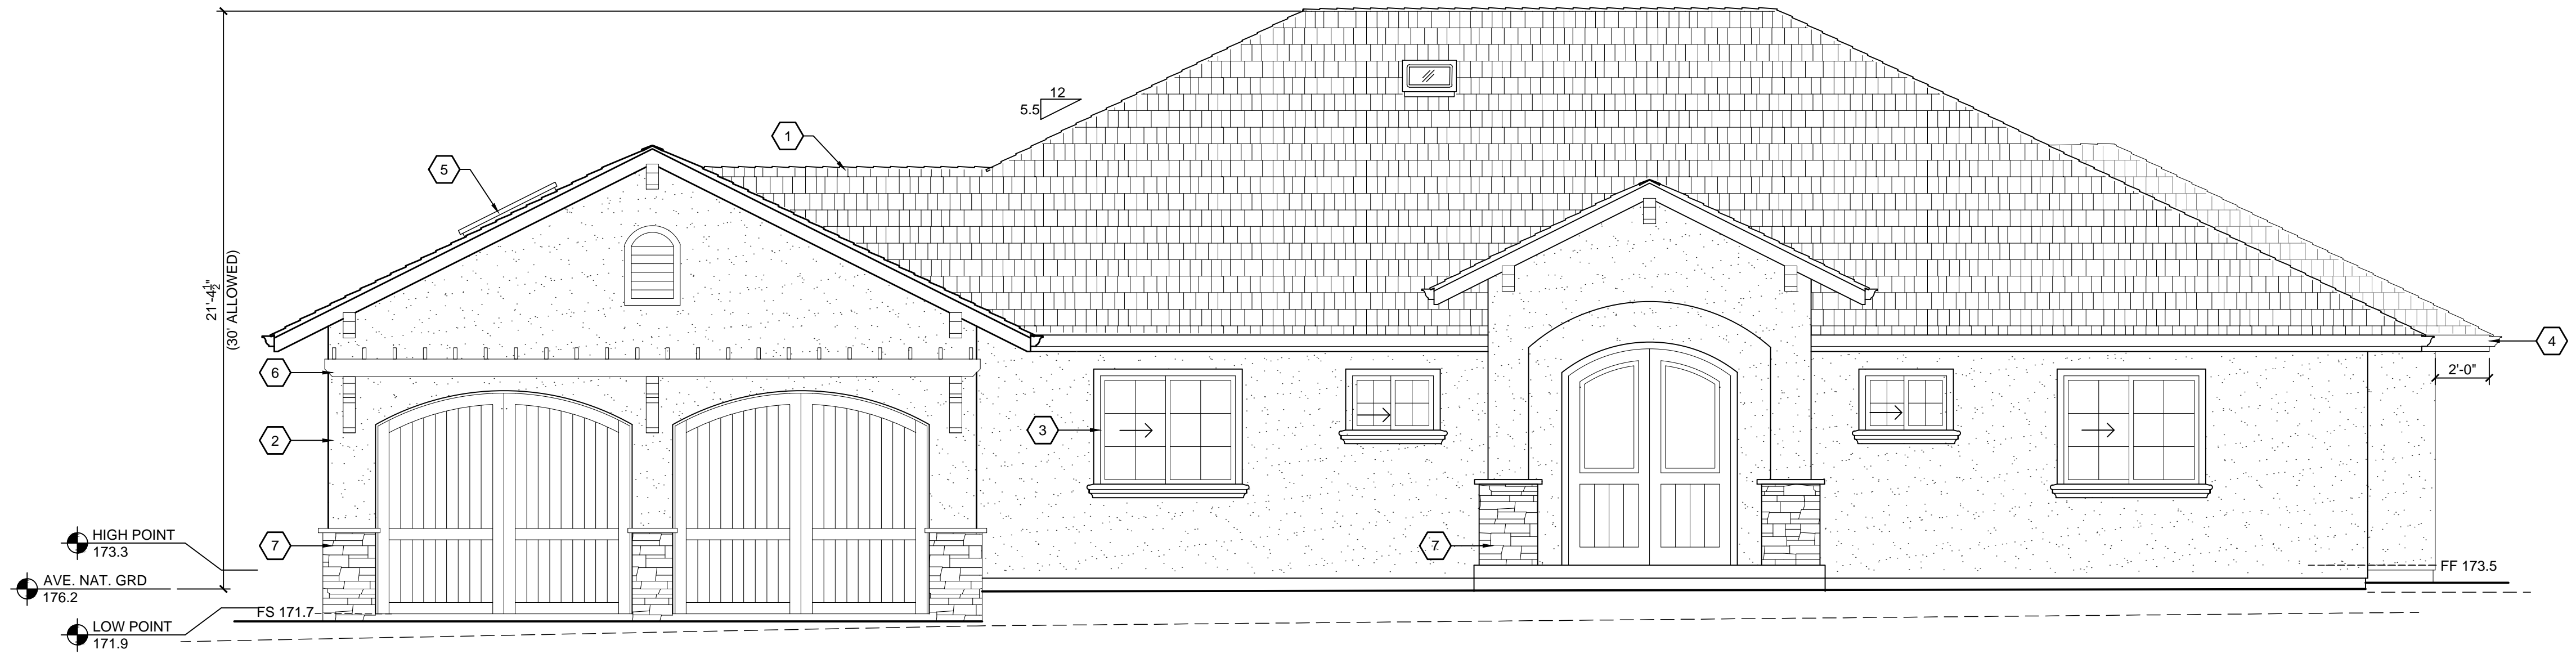 12
5.5
1
5
21'-4½"
(30' ALLOWED)
4
2'-0"
6
3
2
7
7
HIGH POINT
173.3
FF 173.5
AVE. NAT. GRD
176.2
FS 171.7
LOW POINT
171.9